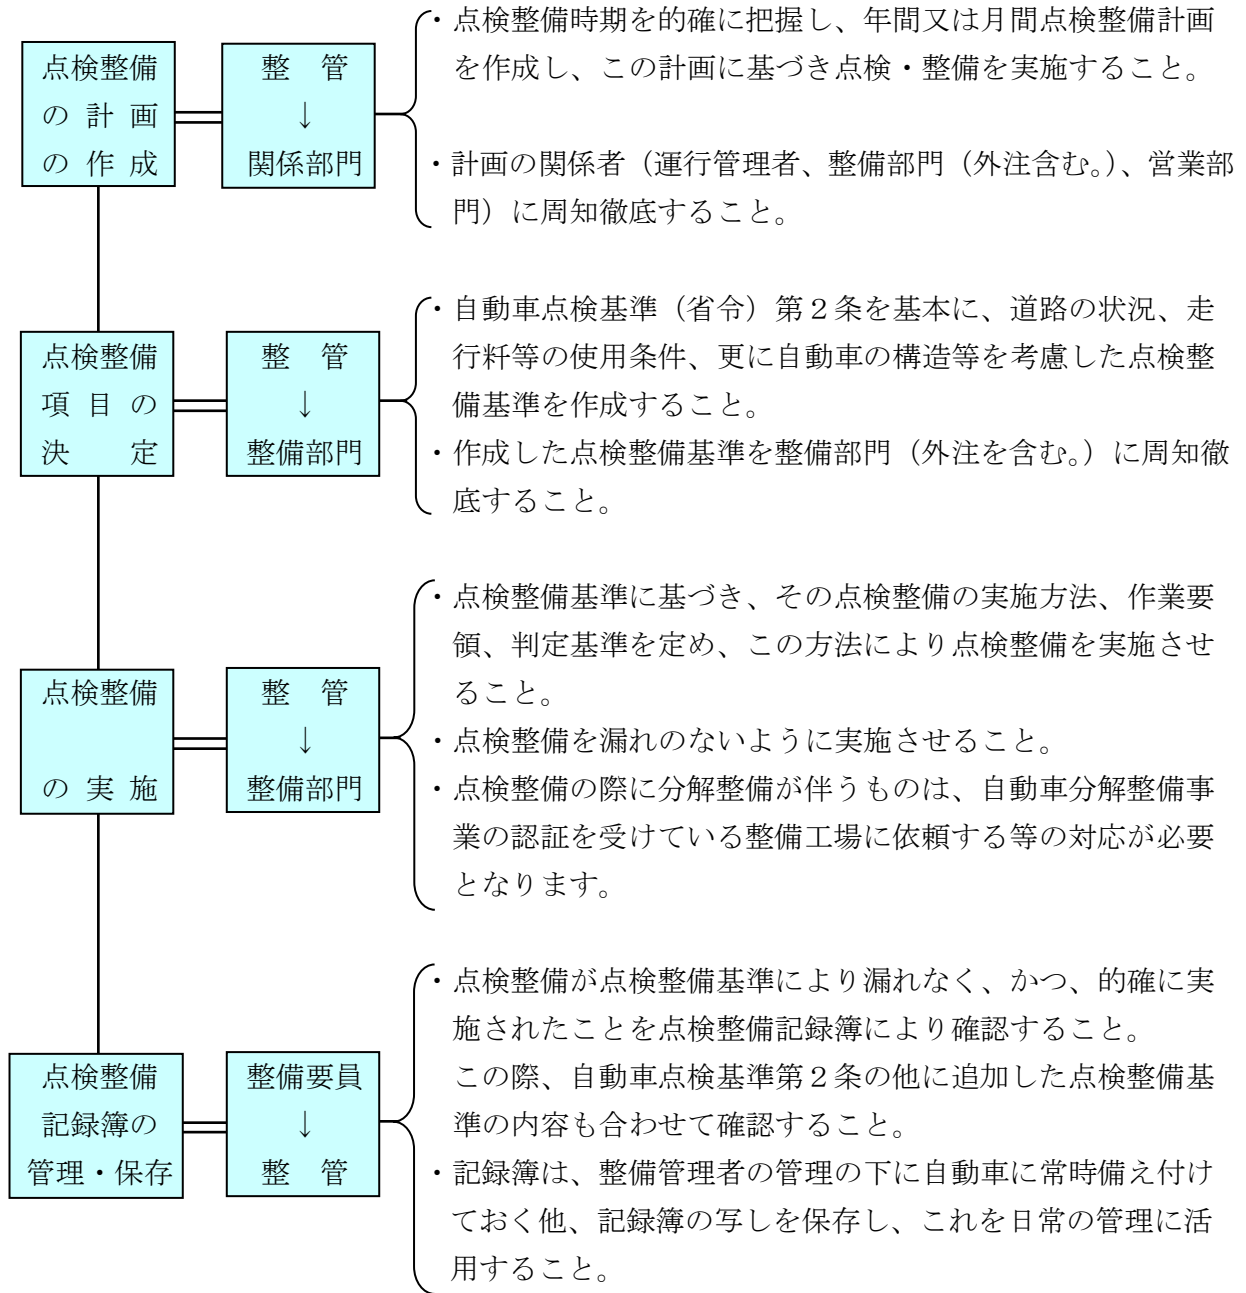 点検整備
の計画
の作成
整管
↓
関係部門
・点検整備時期を的確に把握し、年間又は月間点検整備計画
を作成し、この計画に基づき点検・整備を実施すること。
・計画の関係者（運行管理者、整備部門（外注含む。）、営業部
門）に周知徹底すること。
点検整備
項目の
決定
整管
↓
整備部門
・自動車点検基準（省令）第２条を基本に、道路の状況、走
行粁等の使用条件、更に自動車の構造等を考慮した点検整
備基準を作成すること。
・作成した点検整備基準を整備部門（外注を含む。）に周知徹
底すること。
点検整備
の実施
整管
↓
整備部門
・点検整備基準に基づき、その点検整備の実施方法、作業要
領、判定基準を定め、この方法により点検整備を実施させ
ること。
・点検整備を漏れのないように実施させること。
・点検整備の際に分解整備が伴うものは、自動車分解整備事
業の認証を受けている整備工場に依頼する等の対応が必要
となります。
点検整備
記録簿の
管理・保存
整備要員
↓
整管
・点検整備が点検整備基準により漏れなく、かつ、的確に実
施されたことを点検整備記録簿により確認すること。
この際、自動車点検基準第２条の他に追加した点検整備基
準の内容も合わせて確認すること。
・記録簿は、整備管理者の管理の下に自動車に常時備え付け
ておく他、記録簿の写しを保存し、これを日常の管理に活
用すること。